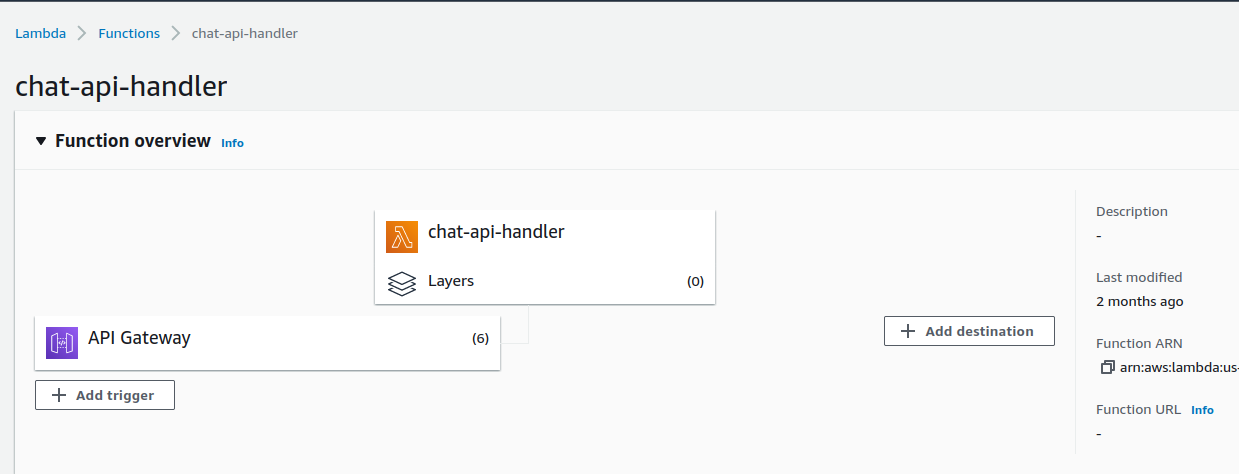 Lambda > Functions > chat-api-handler
chat-api-handler
Function overview Info
chat-api-handler
Layers (0)
API Gateway (6)
+ Add trigger
+ Add destination
Description
-
Last modified
2 months ago
Function ARN
arn:aws:lambda:us-
Function URL Info
-